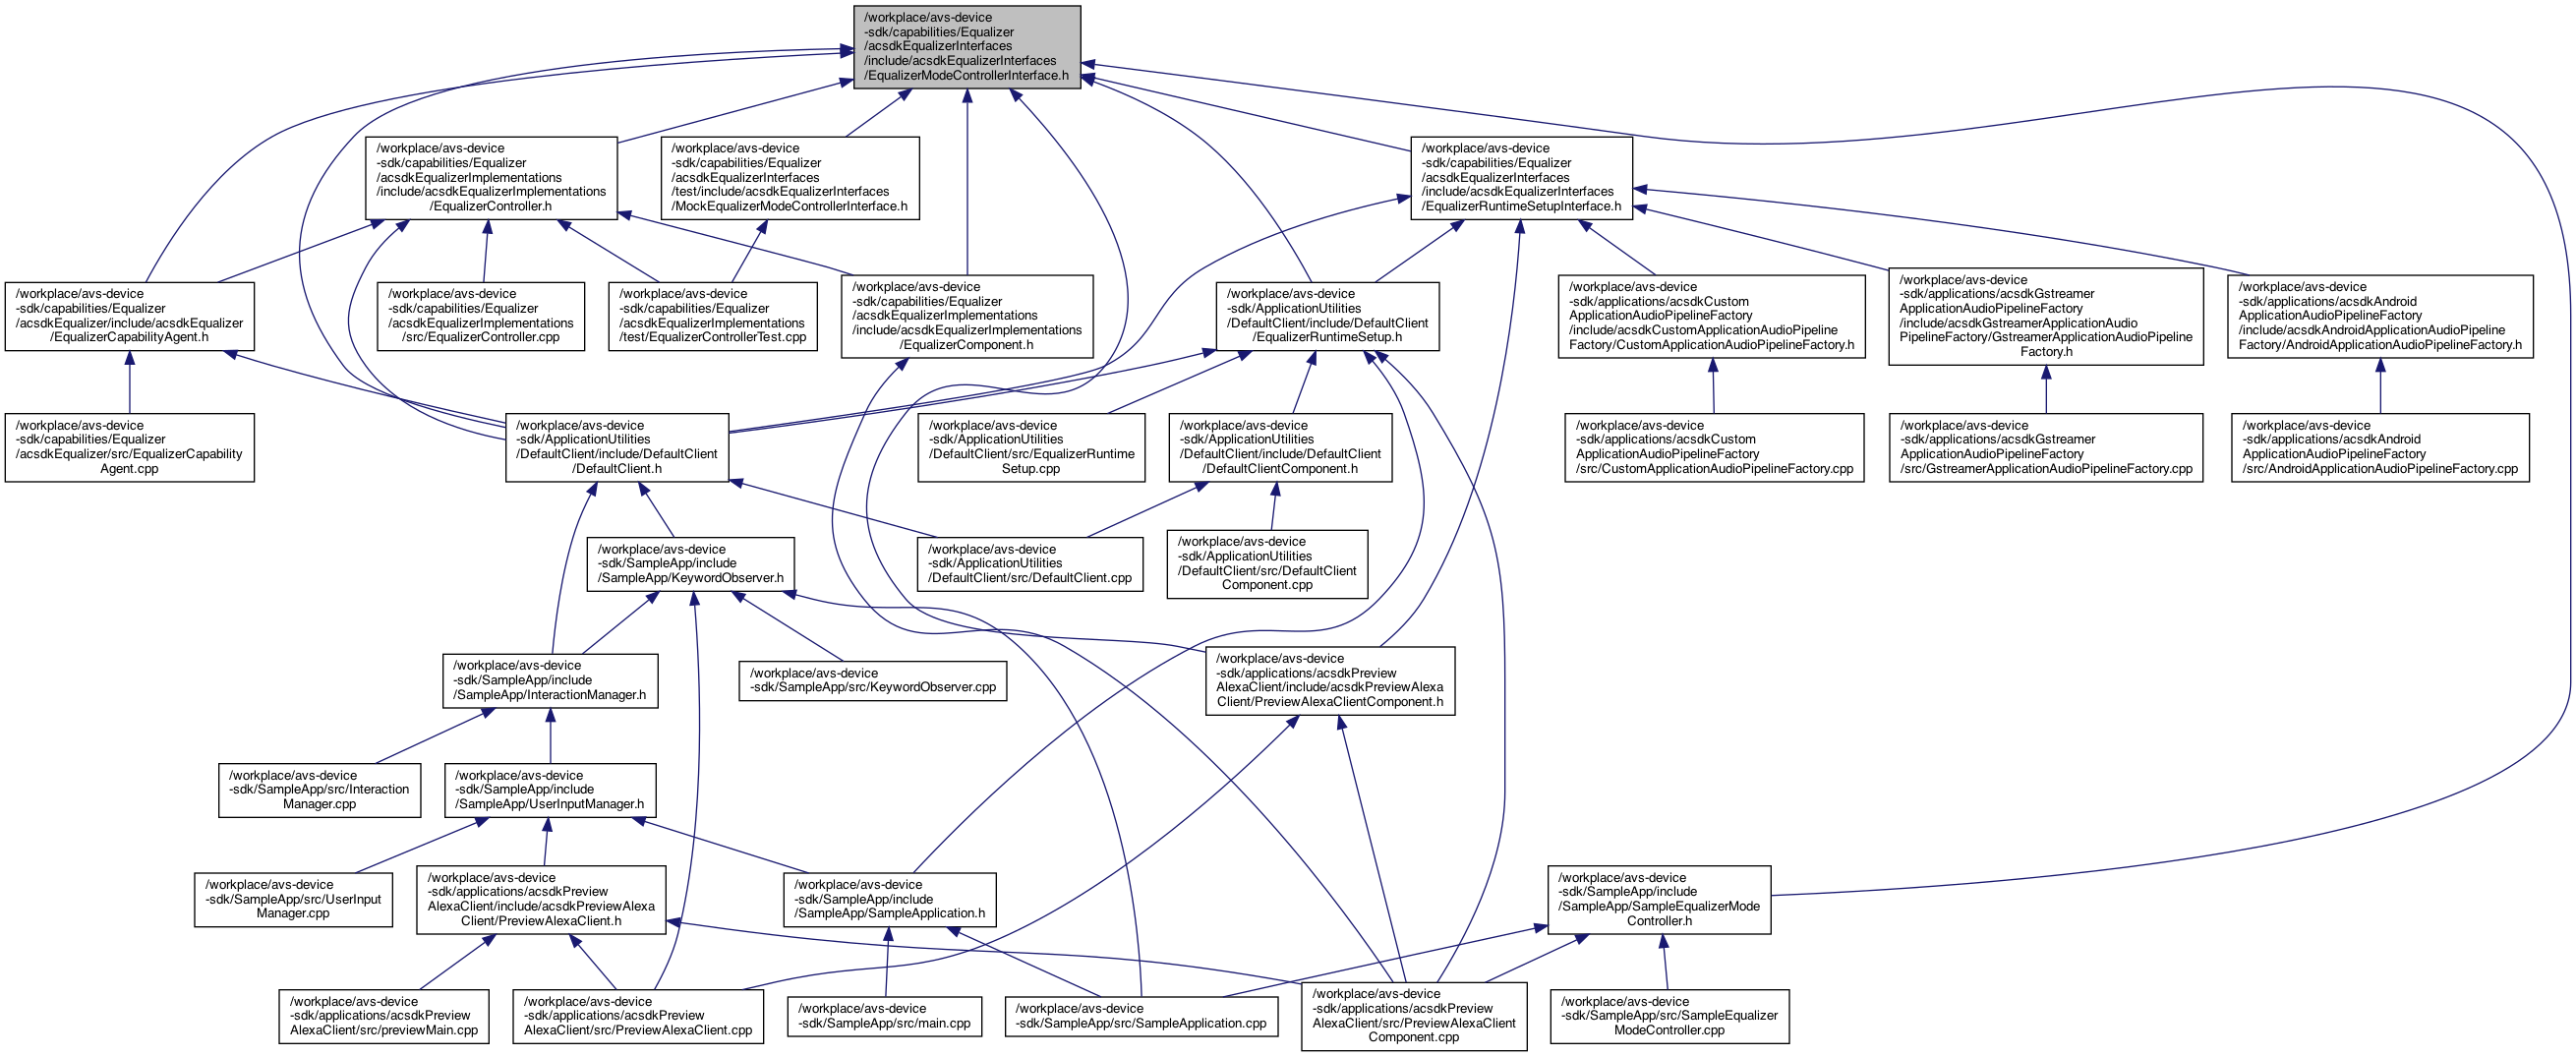 /workplace/avs-device
-sdk/capabilities/Equalizer
/acsdkEqualizerInterfaces
/include/acsdkEqualizerInterfaces
/EqualizerModeControllerInterface.h
/workplace/avs-device
-sdk/capabilities/Equalizer
/acsdkEqualizerImplementations
/include/acsdkEqualizerImplementations
/EqualizerController.h
/workplace/avs-device
-sdk/capabilities/Equalizer
/acsdkEqualizerInterfaces
/test/include/acsdkEqualizerInterfaces
/MockEqualizerModeControllerInterface.h
/workplace/avs-device
-sdk/capabilities/Equalizer
/acsdkEqualizerInterfaces
/include/acsdkEqualizerInterfaces
/EqualizerRuntimeSetupInterface.h
/workplace/avs-device
-sdk/capabilities/Equalizer
/acsdkEqualizer/include/acsdkEqualizer
/EqualizerCapabilityAgent.h
/workplace/avs-device
-sdk/capabilities/Equalizer
/acsdkEqualizerImplementations
/src/EqualizerController.cpp
/workplace/avs-device
-sdk/capabilities/Equalizer
/acsdkEqualizerImplementations
/test/EqualizerControllerTest.cpp
/workplace/avs-device
-sdk/capabilities/Equalizer
/acsdkEqualizerImplementations
/include/acsdkEqualizerImplementations
/EqualizerComponent.h
/workplace/avs-device
-sdk/ApplicationUtilities
/DefaultClient/include/DefaultClient
/EqualizerRuntimeSetup.h
/workplace/avs-device
-sdk/applications/acsdkCustom
ApplicationAudioPipelineFactory
/include/acsdkCustomApplicationAudioPipeline
Factory/CustomApplicationAudioPipelineFactory.h
/workplace/avs-device
-sdk/applications/acsdkGstreamer
ApplicationAudioPipelineFactory
/include/acsdkGstreamerApplicationAudio
PipelineFactory/GstreamerApplicationAudioPipeline
Factory.h
/workplace/avs-device
-sdk/applications/acsdkAndroid
ApplicationAudioPipelineFactory
/include/acsdkAndroidApplicationAudioPipeline
Factory/AndroidApplicationAudioPipelineFactory.h
/workplace/avs-device
-sdk/capabilities/Equalizer
/acsdkEqualizer/src/EqualizerCapability
Agent.cpp
/workplace/avs-device
-sdk/ApplicationUtilities
/DefaultClient/include/DefaultClient
/DefaultClient.h
/workplace/avs-device
-sdk/ApplicationUtilities
/DefaultClient/src/EqualizerRuntime
Setup.cpp
/workplace/avs-device
-sdk/ApplicationUtilities
/DefaultClient/include/DefaultClient
/DefaultClientComponent.h
/workplace/avs-device
-sdk/applications/acsdkCustom
ApplicationAudioPipelineFactory
/src/CustomApplicationAudioPipelineFactory.cpp
/workplace/avs-device
-sdk/applications/acsdkGstreamer
ApplicationAudioPipelineFactory
/src/GstreamerApplicationAudioPipelineFactory.cpp
/workplace/avs-device
-sdk/applications/acsdkAndroid
ApplicationAudioPipelineFactory
/src/AndroidApplicationAudioPipelineFactory.cpp
/workplace/avs-device
-sdk/SampleApp/include
/SampleApp/KeywordObserver.h
/workplace/avs-device
-sdk/ApplicationUtilities
/DefaultClient/src/DefaultClient.cpp
/workplace/avs-device
-sdk/ApplicationUtilities
/DefaultClient/src/DefaultClient
Component.cpp
/workplace/avs-device
-sdk/SampleApp/include
/SampleApp/InteractionManager.h
/workplace/avs-device
-sdk/SampleApp/src/KeywordObserver.cpp
/workplace/avs-device
-sdk/applications/acsdkPreview
AlexaClient/include/acsdkPreviewAlexa
Client/PreviewAlexaClientComponent.h
/workplace/avs-device
-sdk/SampleApp/src/Interaction
Manager.cpp
/workplace/avs-device
-sdk/SampleApp/include
/SampleApp/UserInputManager.h
/workplace/avs-device
-sdk/SampleApp/src/UserInput
Manager.cpp
/workplace/avs-device
-sdk/applications/acsdkPreview
AlexaClient/include/acsdkPreviewAlexa
Client/PreviewAlexaClient.h
/workplace/avs-device
-sdk/SampleApp/include
/SampleApp/SampleApplication.h
/workplace/avs-device
-sdk/SampleApp/include
/SampleApp/SampleEqualizerMode
Controller.h
/workplace/avs-device
-sdk/applications/acsdkPreview
AlexaClient/src/previewMain.cpp
/workplace/avs-device
-sdk/applications/acsdkPreview
AlexaClient/src/PreviewAlexaClient.cpp
/workplace/avs-device
-sdk/SampleApp/src/main.cpp
/workplace/avs-device
-sdk/SampleApp/src/SampleApplication.cpp
/workplace/avs-device
-sdk/applications/acsdkPreview
AlexaClient/src/PreviewAlexaClient
Component.cpp
/workplace/avs-device
-sdk/SampleApp/src/SampleEqualizer
ModeController.cpp